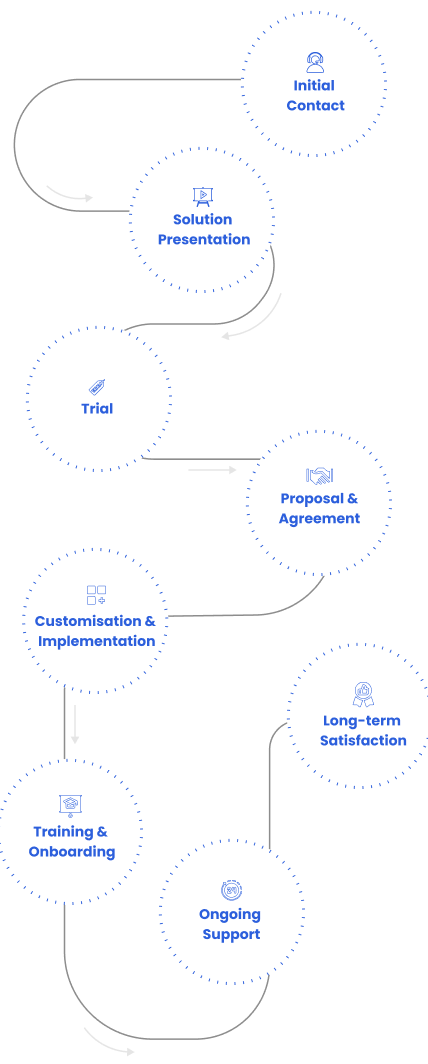 Initial
Contact
Solution
Presentation
Trial
Proposal &
Agreement
Customisation &
Implementation
Training &
Onboarding
Ongoing
Support
Long-term
Satisfaction